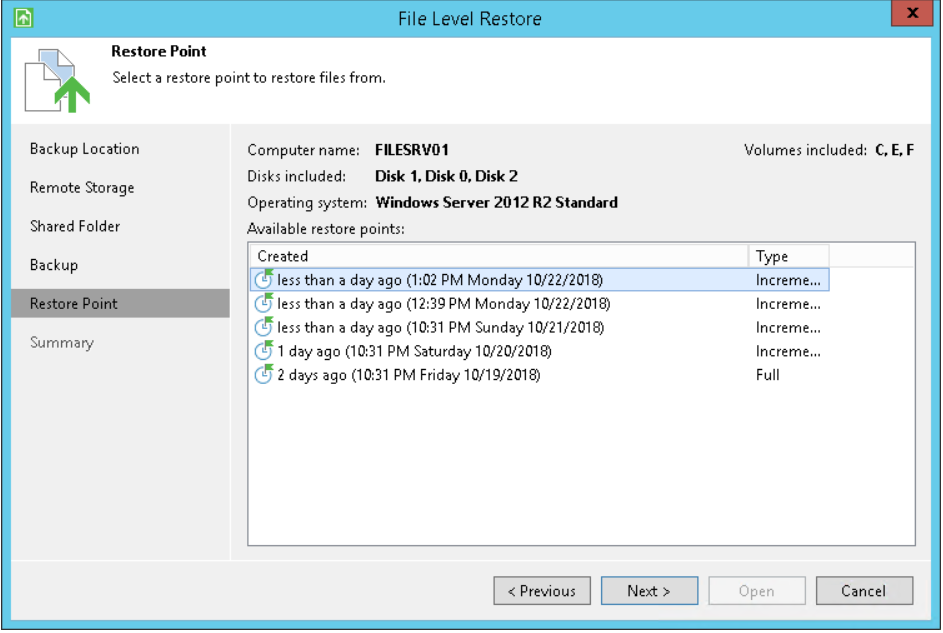 File Level Restore
x
Restore Point
Select a restore point to restore files from.
Backup Location
Remote Storage
Shared Folder
Backup
Restore Point
Summary
Computer name: FILESRV01 Volumes included: C, E, F
Disks included: Disk 1, Disk 0, Disk 2
Operating system: Windows Server 2012 R2 Standard
Available restore points:
Created Type
less than a day ago (1:02 PM Monday 10/22/2018) Increme...
less than a day ago (12:39 PM Monday 10/22/2018) Increme...
less than a day ago (10:31 PM Sunday 10/21/2018) Increme...
1 day ago (10:31 PM Saturday 10/20/2018) Increme...
2 days ago (10:31 PM Friday 10/19/2018) Full
< Previous Next > Open Cancel